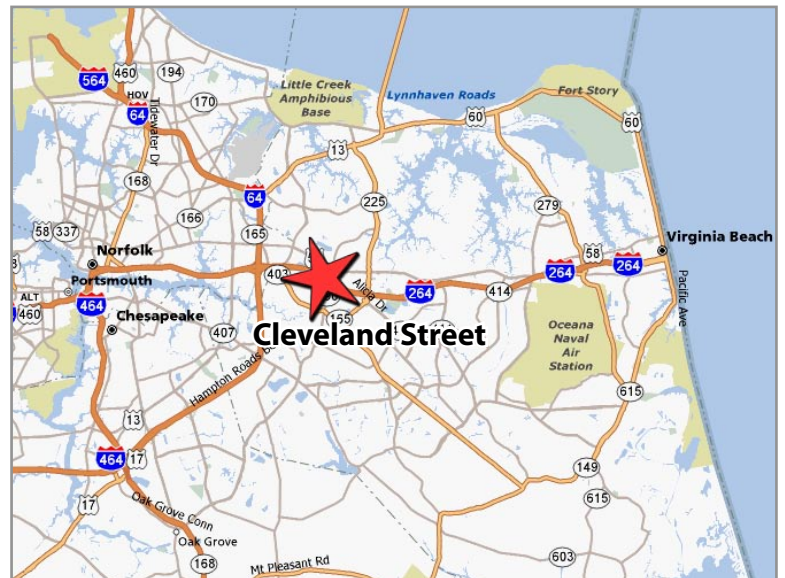 564
460
194
HOV
64
170
Tidewater Dr
Little Creek
Amphibious
Base
Lynnhaven Roads
Fort Story
60
60
13
168
64
225
166
165
279
58
337
Norfolk
Virginia Beach
58
264
264
403
Portsmouth
Alicia Dr
264
414
ALT
460
464
Pacific Ave
Chesapeake
407
165
Cleveland Street
Oceana
Naval
Air
Station
Hampton Roads
615
13
464
17
149
17
615
Oak Grove Conn
Oak Grove
168
Mt Pleasant Rd
603